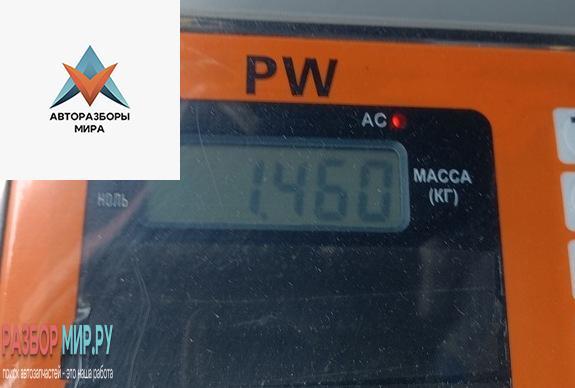 PW
АВТОРАЗБОРЫ
МИРА
AC
1.460
МАССА
(КГ)
НОЛЬ
РАЗБОР МИР.РУ
поиск автозапчастей - это наша работа